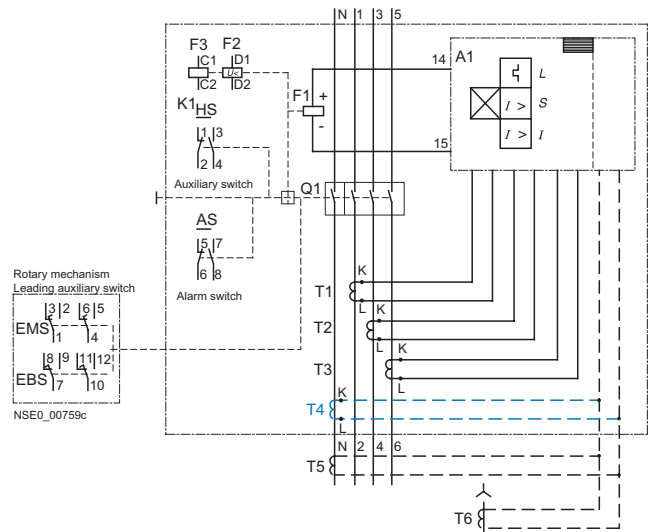 N 1 3 5
F3 F2
C1 D1
U<
C2 D2
14 A1
L
F1 +
I > S
-
I > I
15
K1 HS
1 3
2 4
Auxiliary switch
Q1
AS
5 7
6 8
Alarm switch
Rotary mechanism
Leading auxiliary switch
3 2 6 5
EMS
1 4
8 9 11 12
EBS
7 10
NSE0_00759c
K
T1
L
K
T2
L
K
T3
L
K
T4
L
N 2 4 6
T5
T6